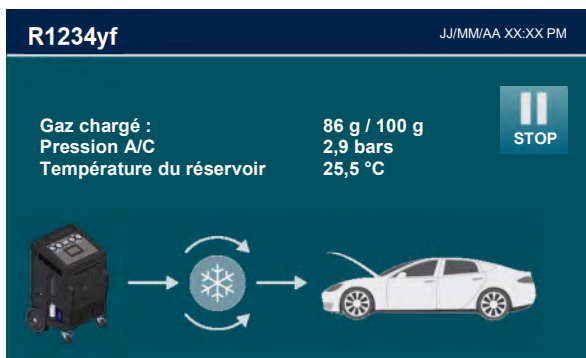 R1234yf JJ/MM/AA XX:XX PM
Gaz chargé : 86 g / 100 g
Pression A/C 2,9 bars
Température du réservoir 25,5 °C
STOP